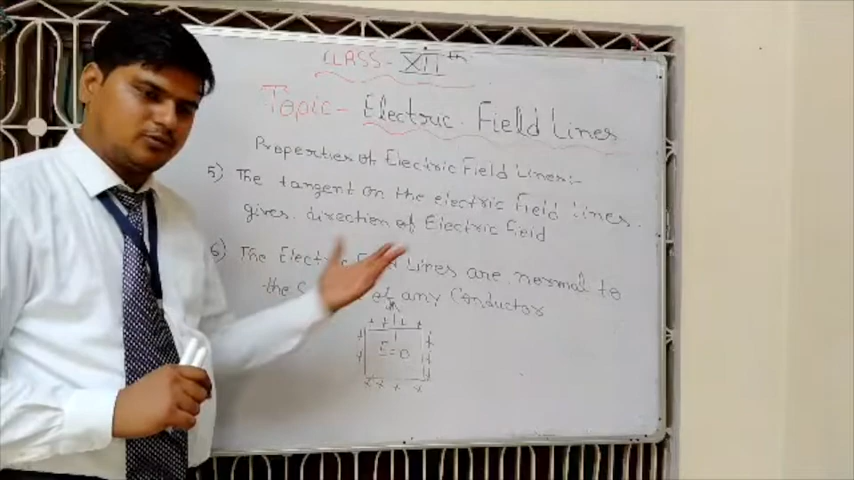 CLASS - XIIth
Topic - Electric Field Lines
Properties of Electric Field Lines:-
5) The tangent on the electric Field Lines
gives direction of Electric Field
6) The Electric Lines are normal to
the of any Conductor
E=0